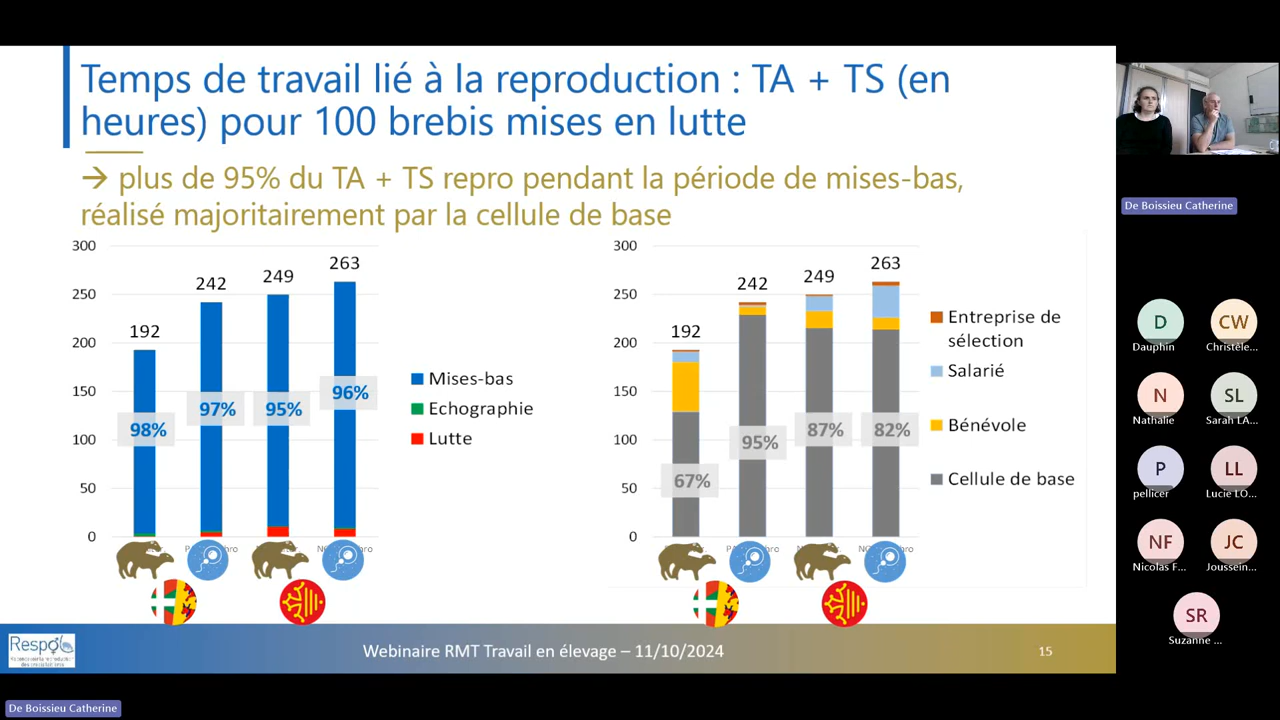 Temps de travail lié à la reproduction : TA + TS (en
heures) pour 100 brebis mises en lutte
→ plus de 95% du TA + TS repro pendant la période de mises-bas,
réalisé majoritairement par la cellule de base
300
250
200
150
100
50
0
192
242
249
263
98%
97%
95%
96%
Mises-bas
Echographie
Lutte
300
250
200
150
100
50
0
192
242
249
263
67%
95%
87%
82%
Entreprise de
sélection
Salarié
Bénévole
Cellule de base
Webinaire RMT Travail en élevage – 11/10/2024
15
De Boissieu Catherine
De Boissieu Catherine
D
Dauphin
CW
Christéle...
N
Nathalie
SL
Sarah LA...
P
pellicer
LL
Lucie LO...
NF
Nicolas F...
JC
Joussein...
SR
Suzanne ...